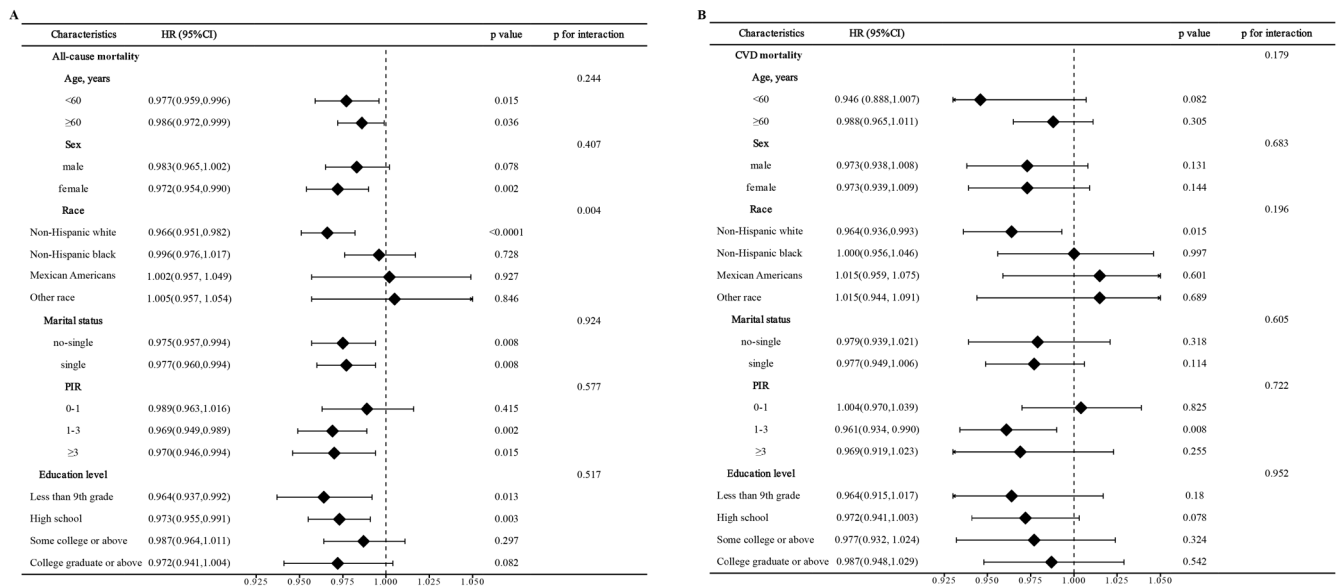 A
Characteristics HR (95%CI) p value p for interaction
All-cause mortality
Age, years 0.244
<60 0.977(0.959,0.996) 0.015
≥60 0.986(0.972,0.999) 0.036
Sex 0.407
male 0.983(0.965,1.002) 0.078
female 0.972(0.954,0.990) 0.002
Race 0.004
Non-Hispanic white 0.966(0.951,0.982) <0.0001
Non-Hispanic black 0.996(0.976,1.017) 0.728
Mexican Americans 1.002(0.957, 1.049) 0.927
Other race 1.005(0.957, 1.054) 0.846
Marital status 0.924
no-single 0.975(0.957,0.994) 0.008
single 0.977(0.960,0.994) 0.008
PIR 0.577
0-1 0.989(0.963,1.016) 0.415
1-3 0.969(0.949,0.989) 0.002
≥3 0.970(0.946,0.994) 0.015
Education level 0.517
Less than 9th grade 0.964(0.937,0.992) 0.013
High school 0.973(0.955,0.991) 0.003
Some college or above 0.987(0.964,1.011) 0.297
College graduate or above 0.972(0.941,1.004) 0.082
0.925 0.950 0.975 1.000 1.025 1.050
B
Characteristics HR (95%CI) p value p for interaction
CVD mortality 0.179
Age, years
<60 0.946 (0.888,1.007) 0.082
≥60 0.988(0.965,1.011) 0.305
Sex 0.683
male 0.973(0.938,1.008) 0.131
female 0.973(0.939,1.009) 0.144
Race 0.196
Non-Hispanic white 0.964(0.936,0.993) 0.015
Non-Hispanic black 1.000(0.956,1.046) 0.997
Mexican Americans 1.015(0.959, 1.075) 0.601
Other race 1.015(0.944, 1.091) 0.689
Marital status 0.605
no-single 0.979(0.939,1.021) 0.318
single 0.977(0.949,1.006) 0.114
PIR 0.722
0-1 1.004(0.970,1.039) 0.825
1-3 0.961(0.934, 0.990) 0.008
≥3 0.969(0.919,1.023) 0.255
Education level 0.952
Less than 9th grade 0.964(0.915,1.017) 0.18
High school 0.972(0.941,1.003) 0.078
Some college or above 0.977(0.932, 1.024) 0.324
College graduate or above 0.987(0.948,1.029) 0.542
0.925 0.950 0.975 1.000 1.025 1.050